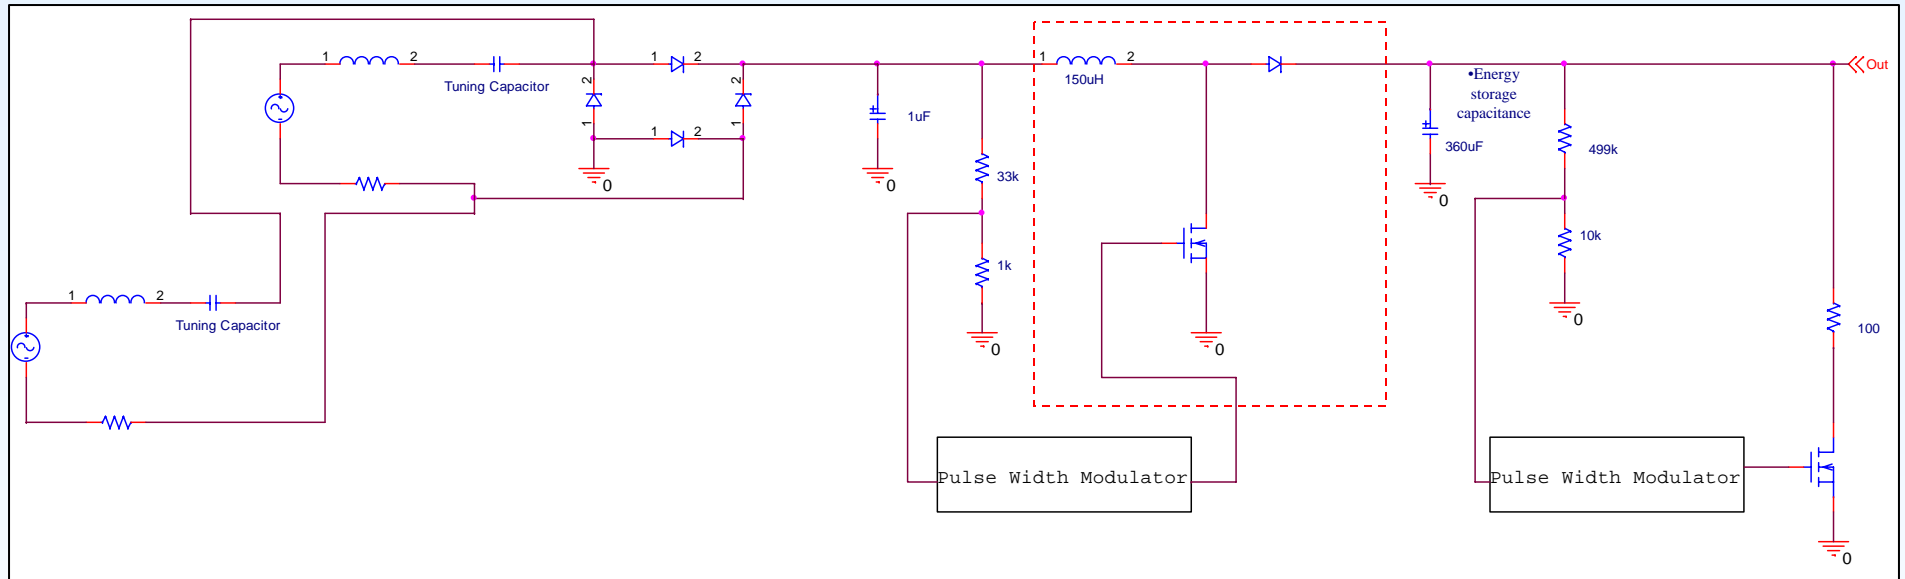 1
2
1
2
2
2
Tuning Capacitor
1
1
1
2
0
1uF
0
33k
1k
0
1
2
150uH
0
•Energy
storage
capacitance
360uF
0
499k
10k
0
Out
100
0
1
2
Tuning Capacitor
Pulse Width Modulator
Pulse Width Modulator